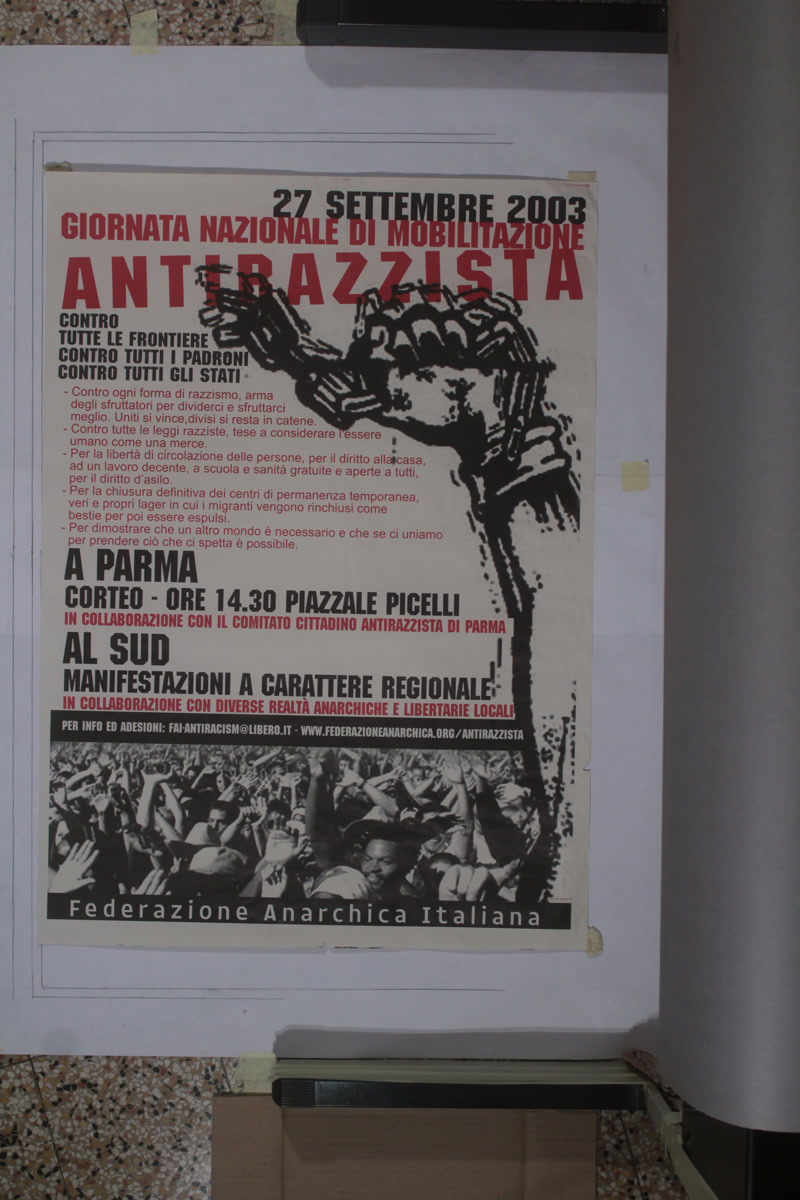 27 SETTEMBRE 2003
GIORNATA NAZIONALE DI MOBILITAZIONE
ANTIRAZZISTA
CONTRO
TUTTE LE FRONTIERE
CONTRO TUTTI I PADRONI
CONTRO TUTTI GLI STATI
- Contro ogni forma di razzismo, arma
degli sfruttatori per dividerci e sfruttarci
meglio. Uniti si vince,divisi si resta in catene.
- Contro tutte le leggi razziste, tese a considerare l'essere
umano come una merce.
- Per la libertà di circolazione delle persone, per il diritto alla casa,
ad un lavoro decente, a scuola e sanità gratuite e aperte a tutti,
per il diritto d'asilo.
- Per la chiusura definitiva dei centri di permanenza temporanea,
veri e propri lager in cui i migranti vengono rinchiusi come
bestie per poi essere espulsi.
- Per dimostrare che un altro mondo è necessario e che se ci uniamo
per prendere ciò che ci spetta è possibile.
A PARMA
CORTEO - ORE 14.30 PIAZZALE PICELLI
IN COLLABORAZIONE CON IL COMITATO CITTADINO ANTIRAZZISTA DI PARMA
AL SUD
MANIFESTAZIONI A CARATTERE REGIONALE
IN COLLABORAZIONE CON DIVERSE REALTÀ ANARCHICHE E LIBERTARIE LOCALI
PER INFO ED ADESIONI: FAI-ANTIRACISM@LIBERO.IT - WWW.FEDERAZIONEANARCHICA.ORG/ANTIRAZZISTA
Federazione Anarchica Italiana